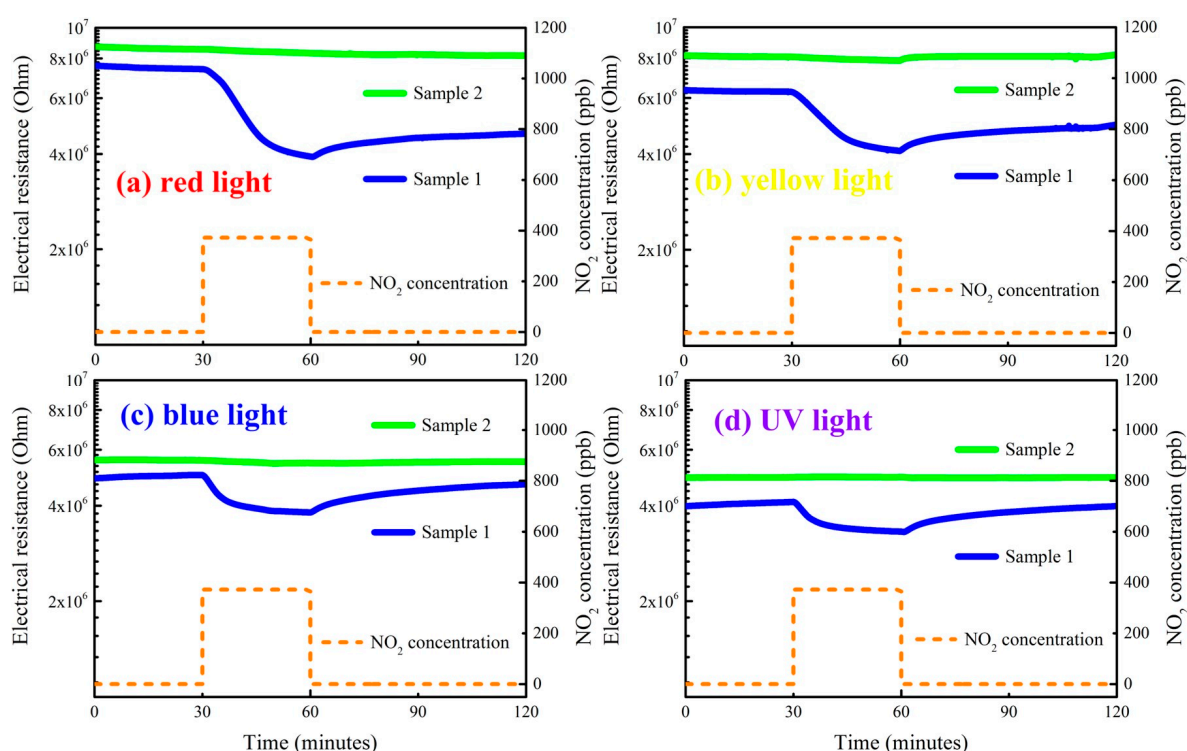 10⁷
8x10⁶
6x10⁶
4x10⁶
2x10⁶
Electrical resistance (Ohm)
Sample 2
Sample 1
(a) red light
NO₂ concentration
1200
1000
800
600
400
200
0
NO₂ concentration (ppb)
0 30 60 90 120
10⁷
8x10⁶
6x10⁶
4x10⁶
2x10⁶
Electrical resistance (Ohm)
Sample 2
Sample 1
(b) yellow light
NO₂ concentration
1200
1000
800
600
400
200
0
NO₂ concentration (ppb)
0 30 60 90 120
10⁷
8x10⁶
6x10⁶
4x10⁶
2x10⁶
Electrical resistance (Ohm)
(c) blue light
Sample 2
Sample 1
NO₂ concentration
1200
1000
800
600
400
200
0
NO₂ concentration (ppb)
0 30 60 90 120
Time (minutes)
10⁷
8x10⁶
6x10⁶
4x10⁶
2x10⁶
Electrical resistance (Ohm)
(d) UV light
Sample 2
Sample 1
NO₂ concentration
1200
1000
800
600
400
200
0
NO₂ concentration (ppb)
0 30 60 90 120
Time (minutes)